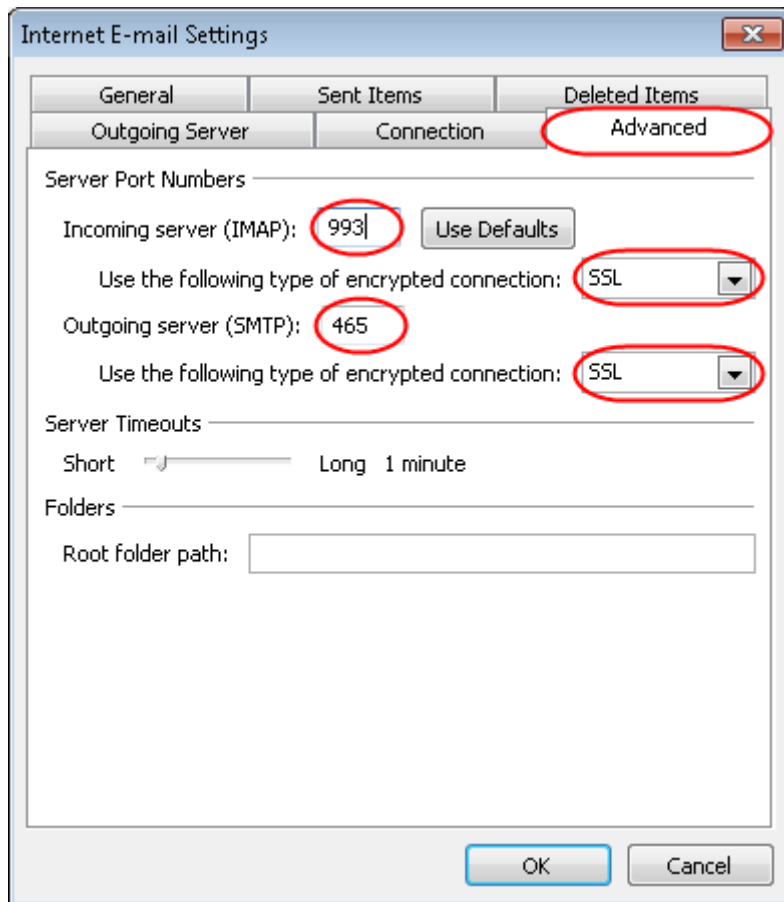 Internet E-mail Settings
General Sent Items Deleted Items
Outgoing Server Connection Advanced
Server Port Numbers
Incoming server (IMAP): 993 Use Defaults
Use the following type of encrypted connection: SSL
Outgoing server (SMTP): 465
Use the following type of encrypted connection: SSL
Server Timeouts
Short Long 1 minute
Folders
Root folder path:
OK Cancel